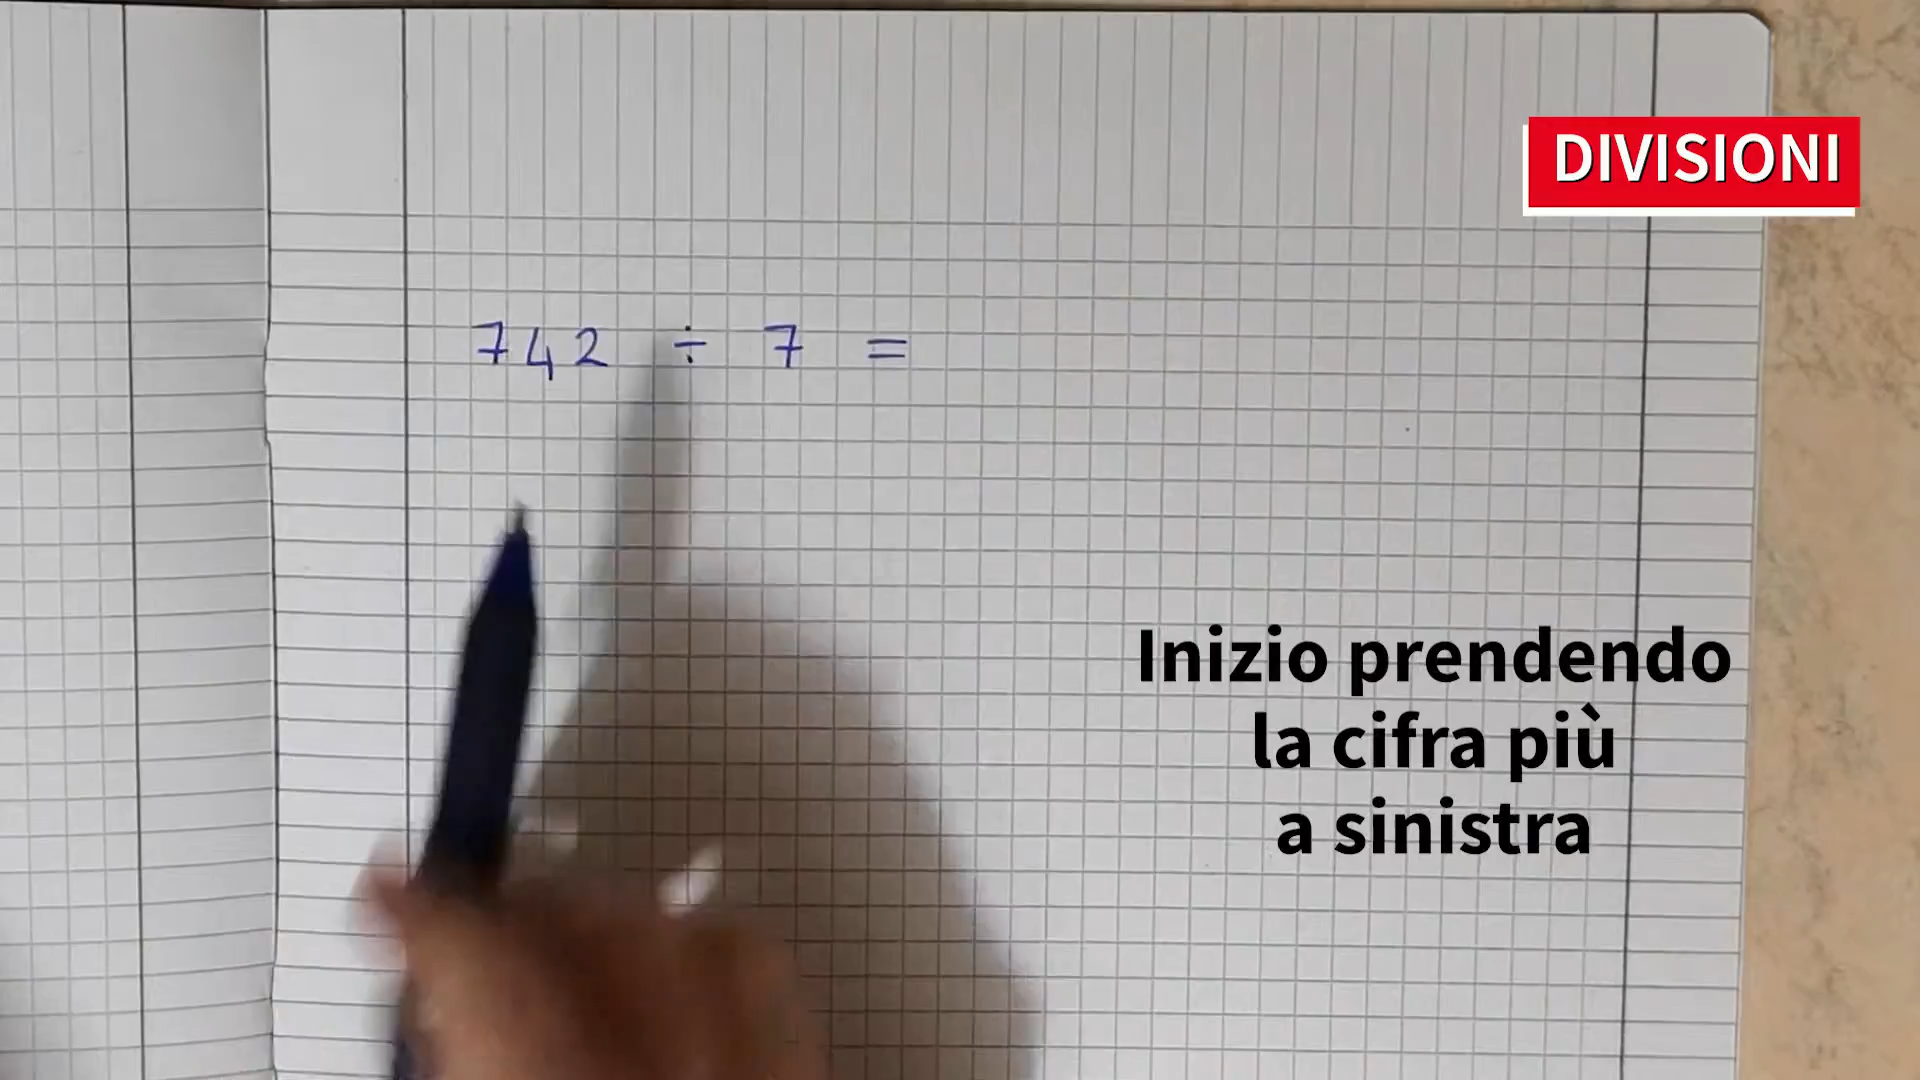 DIVISIONI
742 ÷ 7 =
Inizio prendendo
la cifra più
a sinistra